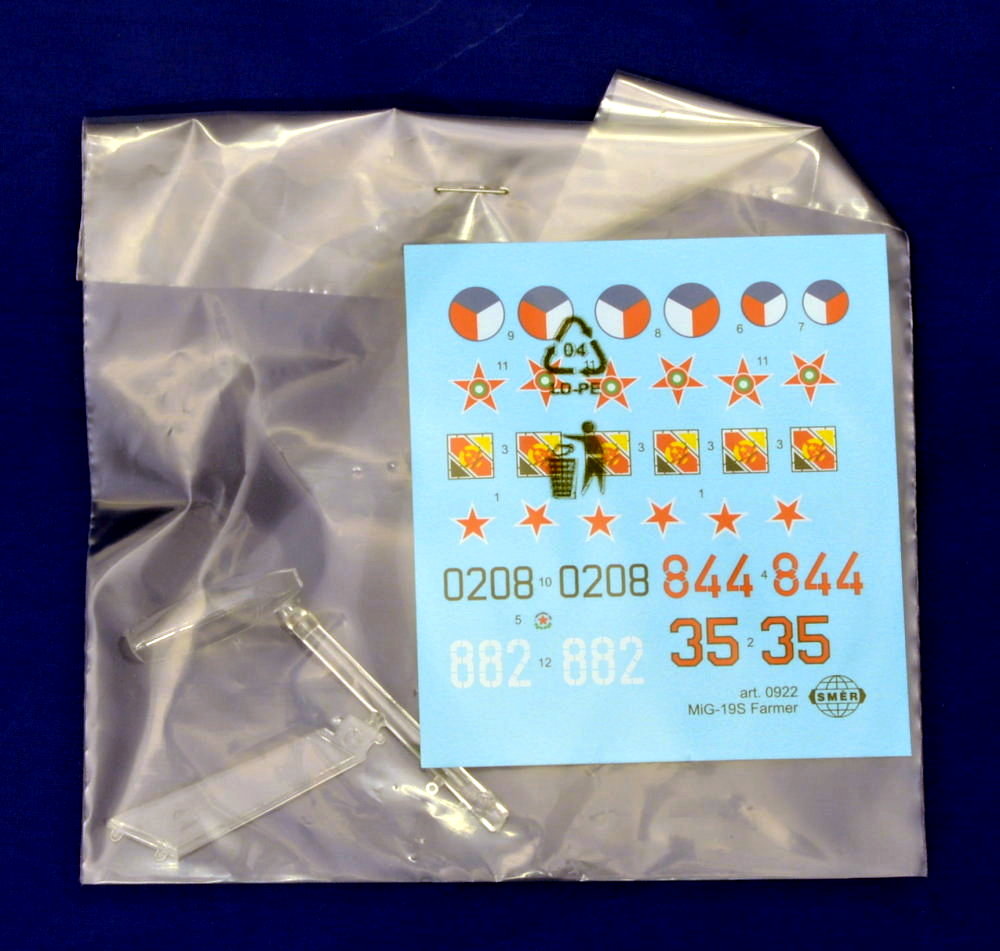 9 8 6 7
04
11 11 11
LD-PE
3 3 3 3
1 1
0208 10 0208 844 4 844
5
882 12 882 35 2 35
art. 0922
MiG-19S Farmer
SMĚR